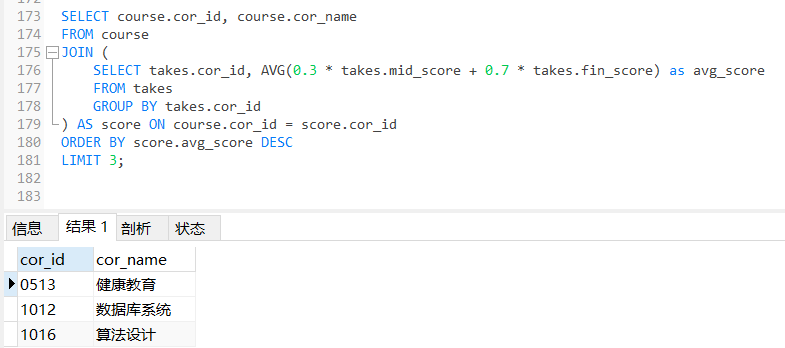 172
173 SELECT course.cor_id, course.cor_name
174 FROM course
175 JOIN (
176 SELECT takes.cor_id, AVG(0.3 * takes.mid_score + 0.7 * takes.fin_score) as avg_score
177 FROM takes
178 GROUP BY takes.cor_id
179 ) AS score ON course.cor_id = score.cor_id
180 ORDER BY score.avg_score DESC
181 LIMIT 3;
182
183
信息 结果 1 剖析 状态
cor_id cor_name
0513 健康教育
1012 数据库系统
1016 算法设计